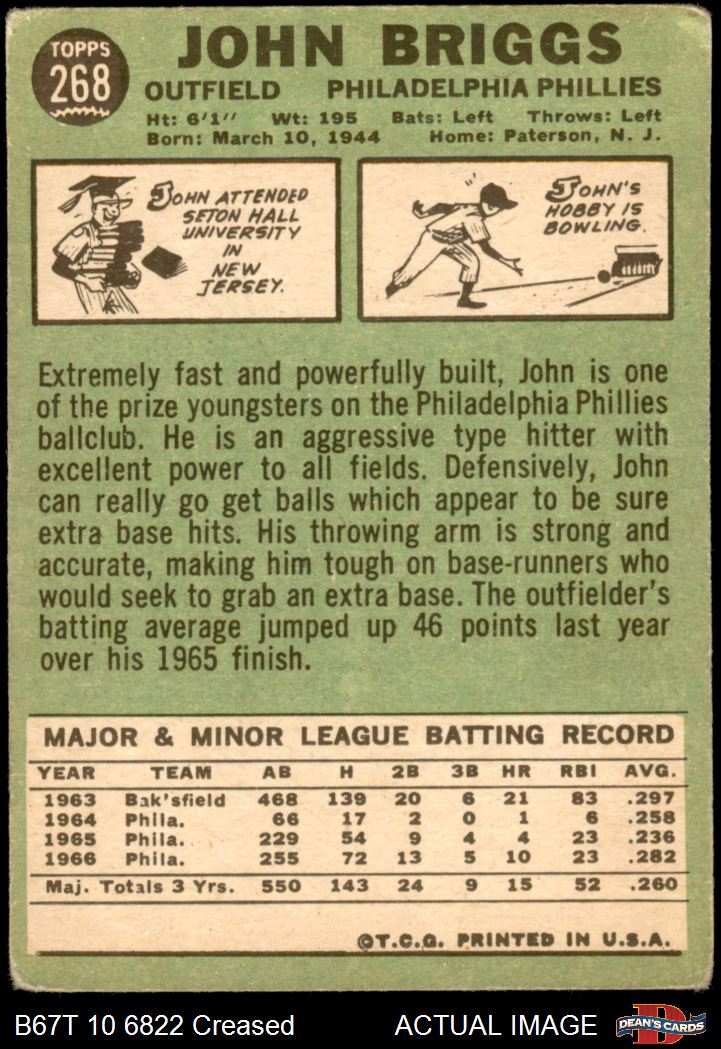 TOPPS
268
JOHN BRIGGS
OUTFIELD PHILADELPHIA PHILLIES
Ht: 6'1" Wt: 195 Bats: Left Throws: Left
Born: March 10, 1944 Home: Paterson, N. J.
JOHN ATTENDED
SETON HALL
UNIVERSITY
IN
NEW
JERSEY.
JOHN'S
HOBBY IS
BOWLING.
Extremely fast and powerfully built, John is one
of the prize youngsters on the Philadelphia Phillies
ballclub. He is an aggressive type hitter with
excellent power to all fields. Defensively, John
can really go get balls which appear to be sure
extra base hits. His throwing arm is strong and
accurate, making him tough on base-runners who
would seek to grab an extra base. The outfielder's
batting average jumped up 46 points last year
over his 1965 finish.
MAJOR & MINOR LEAGUE BATTING RECORD
YEAR TEAM AB H 2B 3B HR RBI AVG.
1963 Bak'sfield 468 139 20 6 21 83 .297
1964 Phila. 66 17 2 0 1 6 .258
1965 Phila. 229 54 9 4 4 23 .236
1966 Phila. 255 72 13 5 10 23 .282
Maj. Totals 3 Yrs. 550 143 24 9 15 52 .260
©T.C.G. PRINTED IN U.S.A.
B67T 10 6822 Creased ACTUAL IMAGE
DEAN'S CARDS